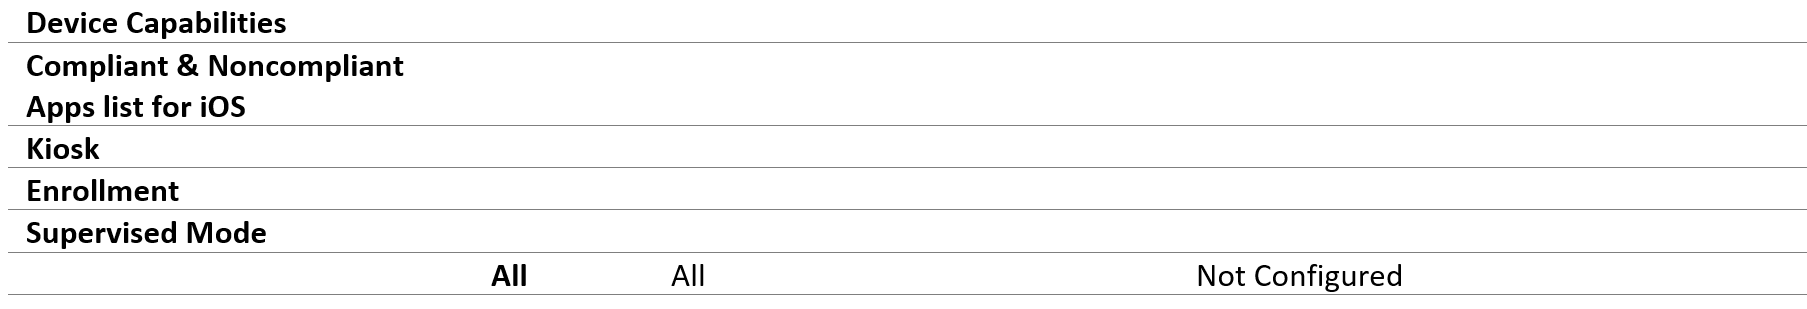 Device Capabilities
Compliant & Noncompliant
Apps list for iOS
Kiosk
Enrollment
Supervised Mode
All All Not Configured